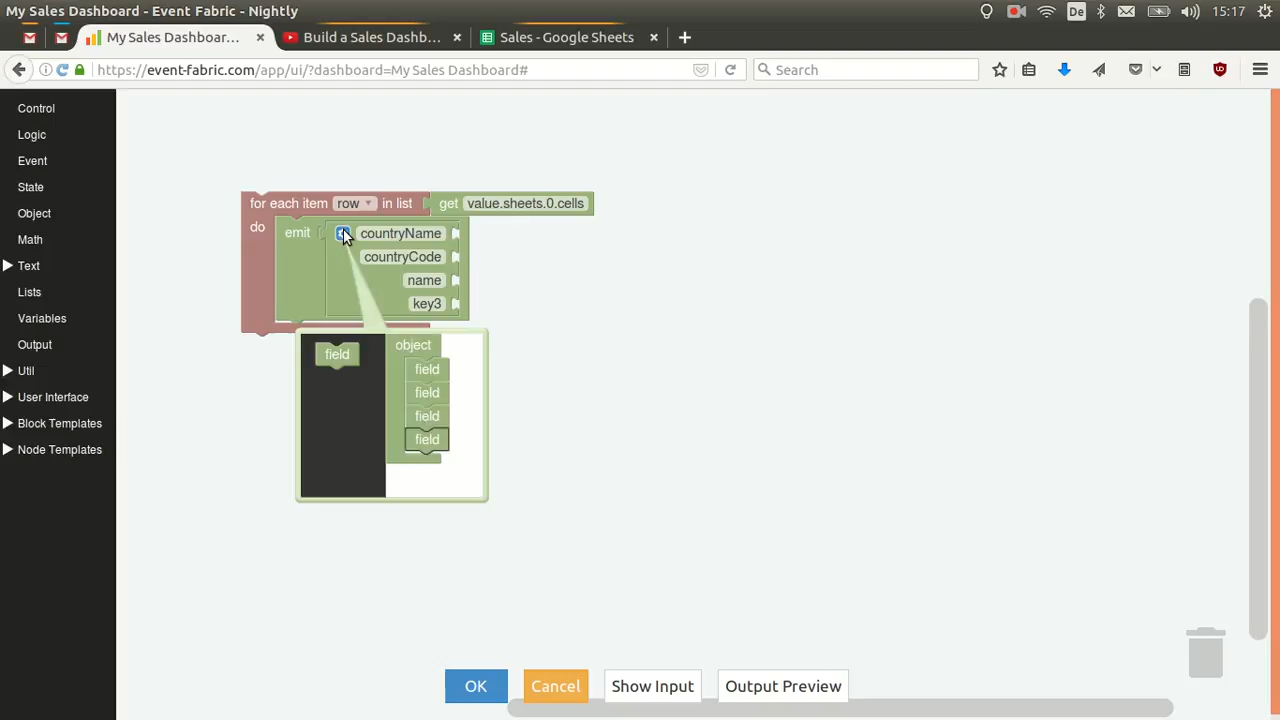 My Sales Dashboard - Event Fabric - Nightly
De
15:17
My Sales Dashboar...
Build a Sales Dashb...
Sales - Google Sheets
https://event-fabric.com/app/ui/?dashboard=My Sales Dashboard#
Search
Control
Logic
Event
State
Object
Math
Text
Lists
Variables
Output
Util
User Interface
Block Templates
Node Templates
for each item row in list get value.sheets.0.cells
do
emit countryName
countryCode
name
key3
field
object
field
field
field
field
OK
Cancel
Show Input
Output Preview